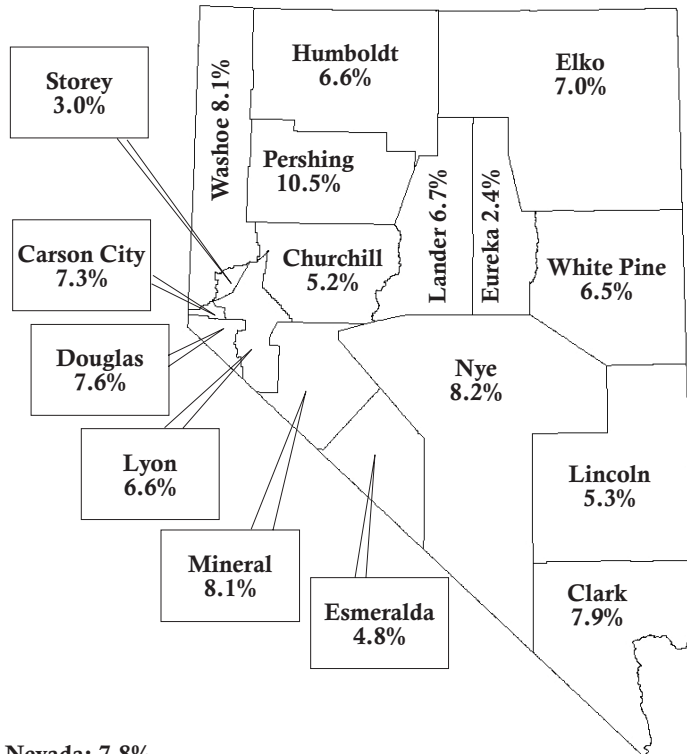 Humboldt
6.6%
Elko
7.0%
Storey
3.0%
Washoe 8.1%
Pershing
10.5%
Lander 6.7%
Eureka 2.4%
Carson City
7.3%
Churchill
5.2%
White Pine
6.5%
Douglas
7.6%
Nye
8.2%
Lyon
6.6%
Lincoln
5.3%
Mineral
8.1%
Esmeralda
4.8%
Clark
7.9%
Nevada: 7.8%